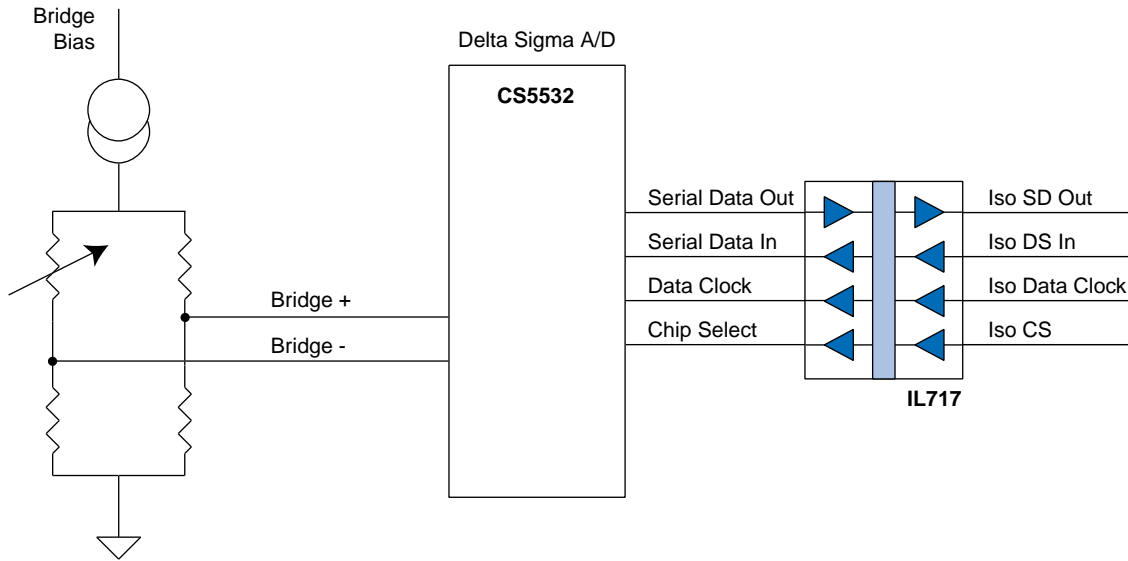 Bridge
Bias
Delta Sigma A/D
CS5532
Serial Data Out
Iso SD Out
Serial Data In
Iso DS In
Data Clock
Iso Data Clock
Bridge +
Chip Select
Iso CS
Bridge -
IL717